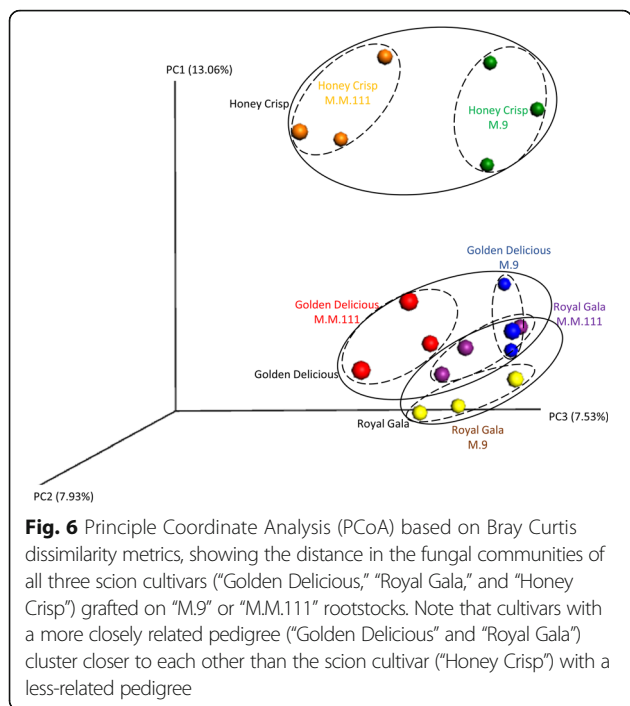 PC1 (13.06%)
Honey Crisp
M.M.111
Honey Crisp
Honey Crisp
M.9
Golden Delicious
M.9
Golden Delicious
M.M.111
Royal Gala
M.M.111
Golden Delicious
Royal Gala
PC3 (7.53%)
Royal Gala
M.9
PC2 (7.93%)
Fig. 6 Principle Coordinate Analysis (PCoA) based on Bray Curtis
dissimilarity metrics, showing the distance in the fungal communities of
all three scion cultivars (“Golden Delicious,” “Royal Gala,” and “Honey
Crisp”) grafted on “M.9” or “M.M.111” rootstocks. Note that cultivars with
a more closely related pedigree (“Golden Delicious” and “Royal Gala”)
cluster closer to each other than the scion cultivar (“Honey Crisp”) with a
less-related pedigree